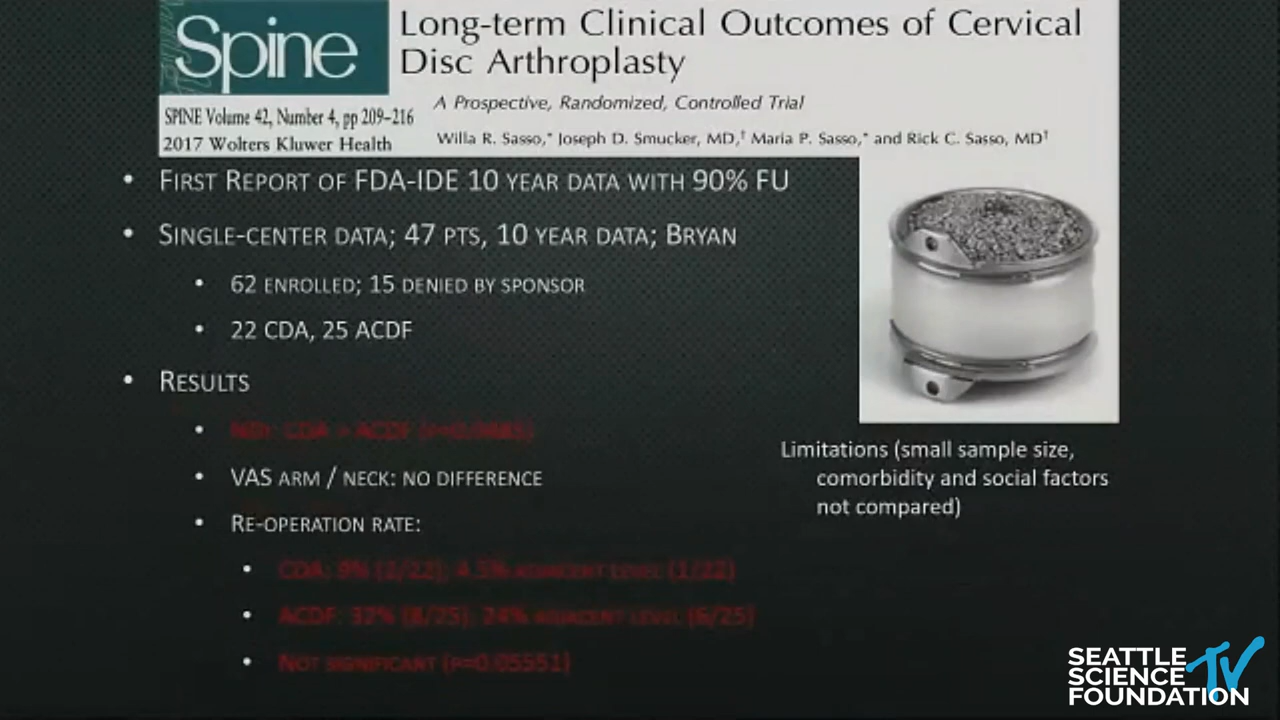 Spine
Long-term Clinical Outcomes of Cervical
Disc Arthroplasty
SPINE Volume 42, Number 4, pp 209–216
2017 Wolters Kluwer Health
A Prospective, Randomized, Controlled Trial
Willa R. Sasso,* Joseph D. Smucker, MD,† Maria P. Sasso,* and Rick C. Sasso, MD†
• First Report of FDA-IDE 10 year data with 90% FU
• Single-center data; 47 pts, 10 year data; Bryan
• 62 enrolled; 15 denied by sponsor
• 22 CDA, 25 ACDF
• Results
• NDI: CDA > ACDF
• VAS arm / neck: no difference
• Re-operation rate:
• CDA: 9% (2/22); 4.5% adjacent level (1/22)
• ACDF: 32% (8/25); 24% adjacent level (6/25)
• Not significant (p=0.05551)
Limitations (small sample size,
comorbidity and social factors
not compared)
SEATTLE
SCIENCE
FOUNDATION
TV